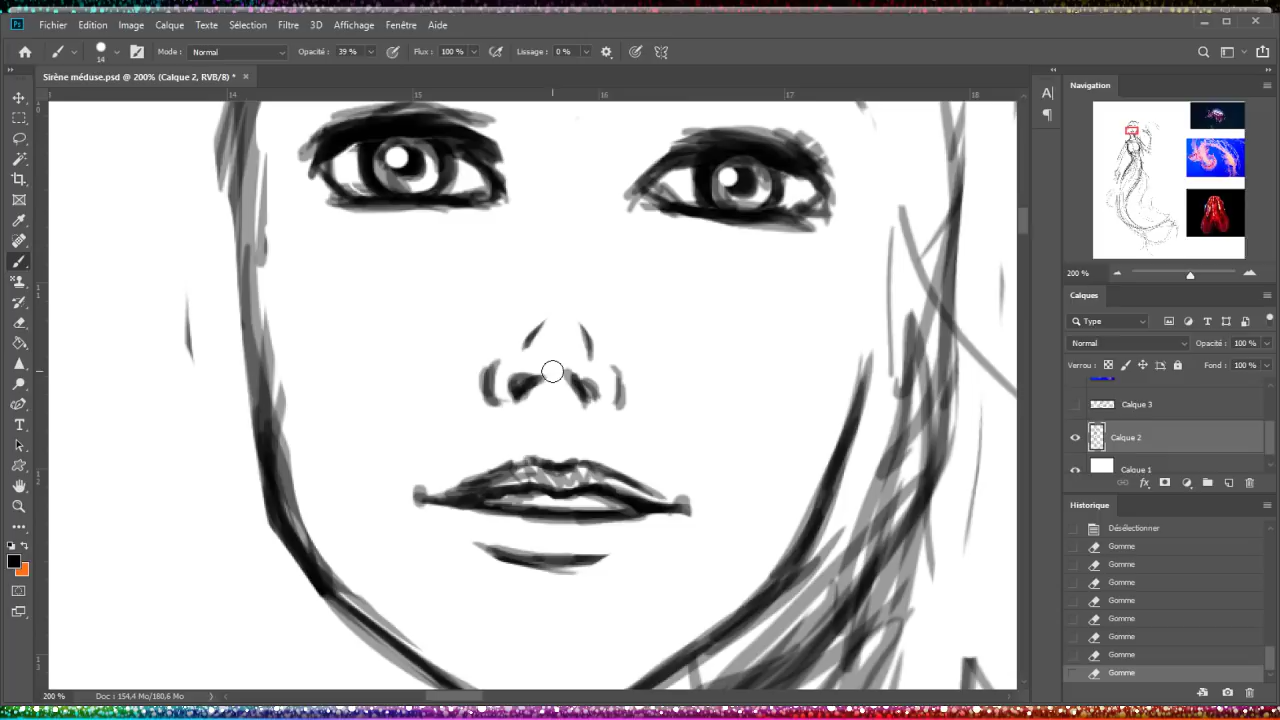 Ps Fichier Edition Image Calque Texte Sélection Filtre 3D Affichage Fenêtre Aide
14 Mode : Normal Opacité : 39 % Flux : 100 % Lissage : 0 %
Sirène méduse.psd @ 200% (Calque 2, RVB/8) * ×
14 15 16 17 18
Navigation
200 %
Calques
Type
Normal Opacité : 100 %
Verrou : Fond : 100 %
Calque 3
Calque 2
Calque 1
fx
Historique
Désélectionner
Gomme
Gomme
Gomme
Gomme
Gomme
Gomme
Gomme
Gomme
200 % Doc : 154,4 Mo/180,6 Mo